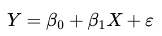 Y = β₀ + β₁X + ε